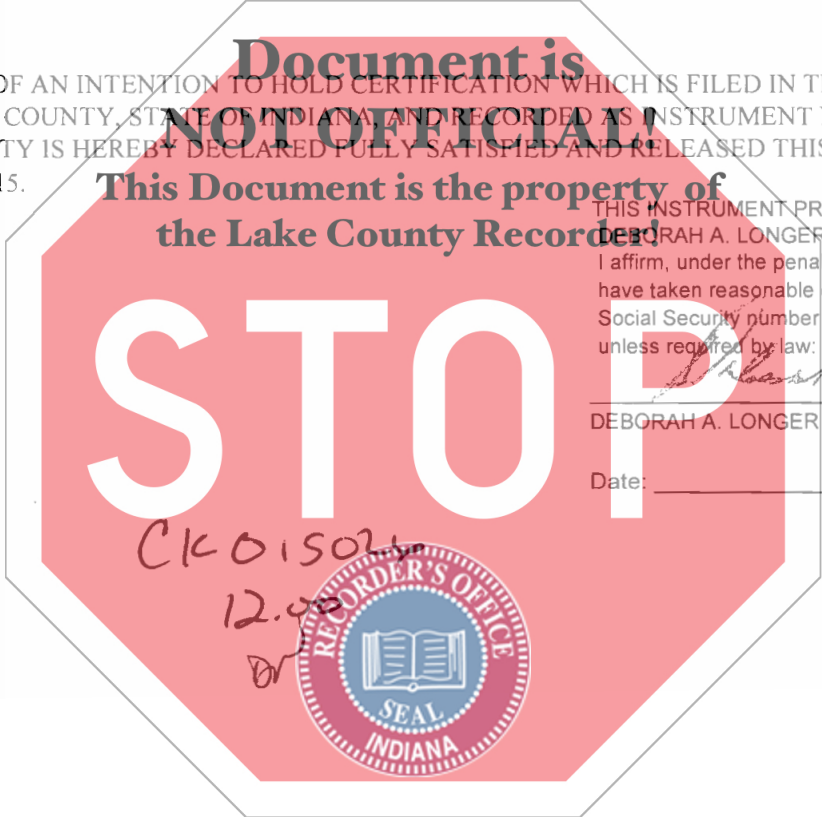 Document is
OF AN INTENTION TO HOLD CERTIFICATION WHICH IS FILED IN
COUNTY, STATE OF INDIANA, AND RECORDED AS INSTRUMENT
NOT OFFICIAL!
TY IS HEREBY DECLARED FULLY SATISFIED AND RELEASED THIS
15.
This Document is the property of
the Lake County Recorder!
THIS INSTRUMENT PR
DEBORAH A. LONGER
I affirm, under the pena
have taken reasonable
Social Security number
unless required by law:
STOP
DEBORAH A. LONGER
Date:
CK
12.00
RECORDER'S OFFICE
SEAL
INDIANA